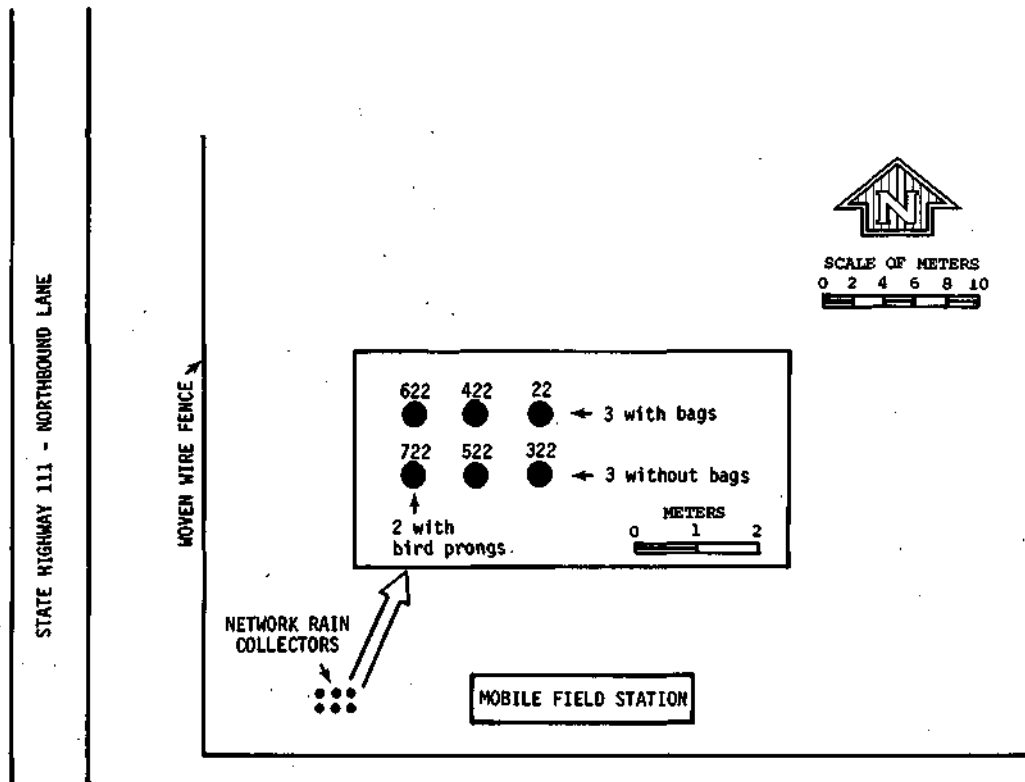 STATE HIGHWAY 111 - NORTHBOUND LANE
WOVEN WIRE FENCE
N
SCALE OF METERS
0 2 4 6 8 10
622 422 22
3 with bags
722 522 322
3 without bags
2 with
bird prongs.
METERS
0 1 2
NETWORK RAIN
COLLECTORS
MOBILE FIELD STATION